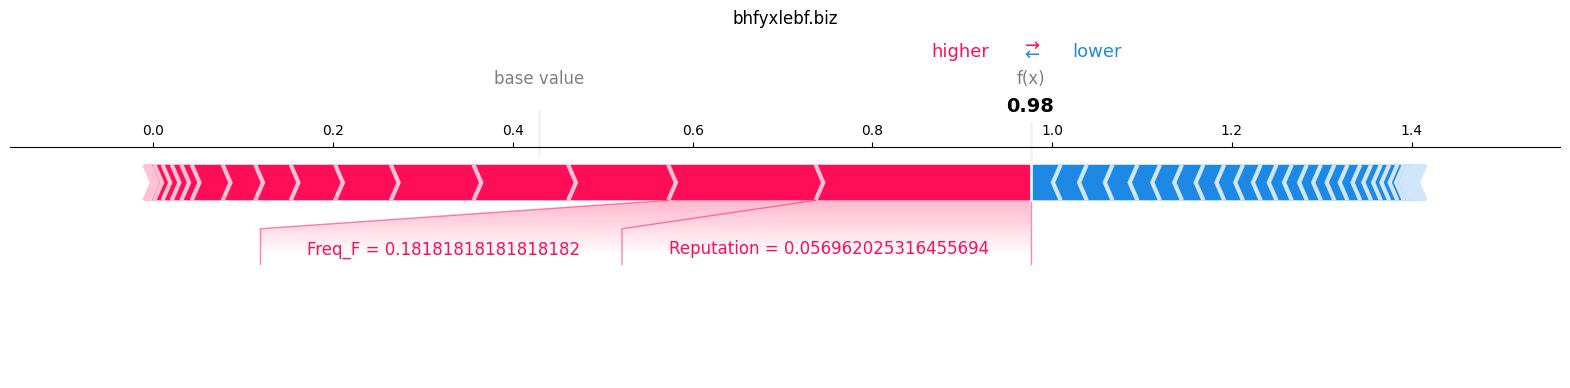 bhfyxlebf.biz
higher ⇄ lower
base value f(x)
0.98
0.0 0.2 0.4 0.6 0.8 1.0 1.2 1.4
Freq_F = 0.18181818181818182 Reputation = 0.056962025316455694